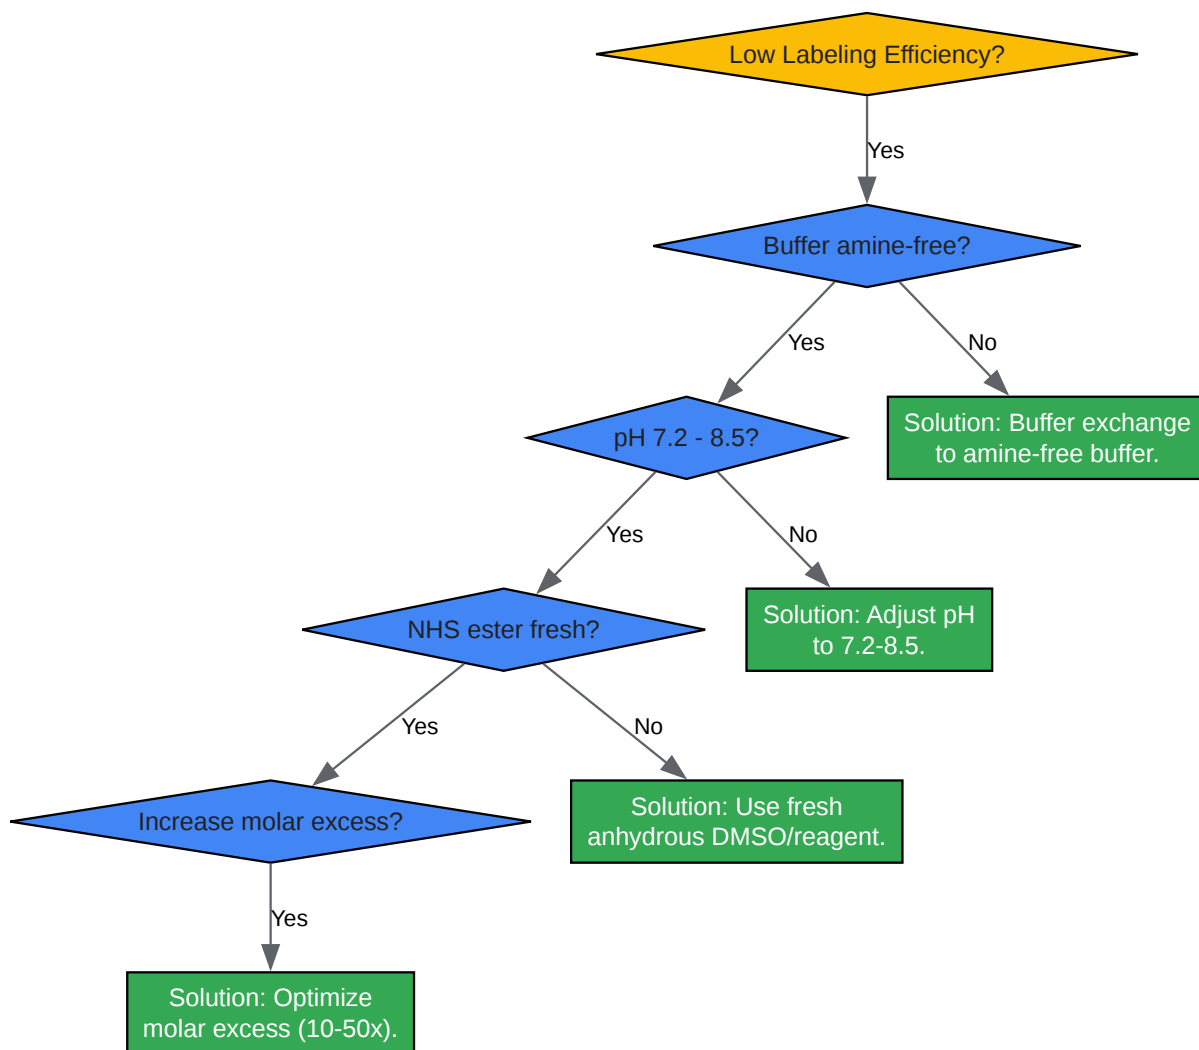 Low Labeling Efficiency?
Yes
Buffer amine-free?
Yes
No
pH 7.2 - 8.5?
Solution: Buffer exchange
to amine-free buffer.
Yes
No
NHS ester fresh?
Solution: Adjust pH
to 7.2-8.5.
Yes
No
Increase molar excess?
Solution: Use fresh
anhydrous DMSO/reagent.
Yes
Solution: Optimize
molar excess (10-50x).